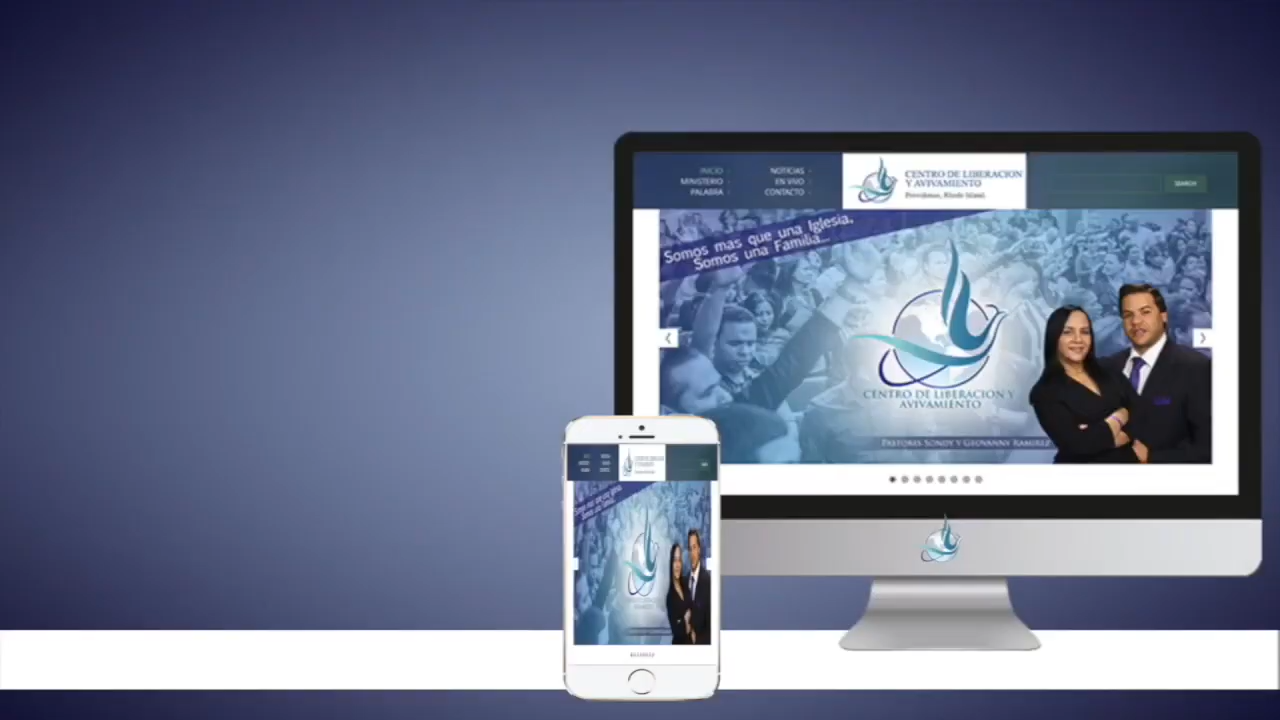 INICIO
MINISTERIO
PALABRA
NOTICIAS
EN VIVO
CONTACTO
CENTRO DE LIBERACION
Y AVIVAMIENTO
Providence, Rhode Island
SEARCH
Somos mas que una Iglesia,
Somos una Familia...
CENTRO DE LIBERACION Y
AVIVAMIENTO
PASTORES SONDY Y GEOVANNY RAMIREZ